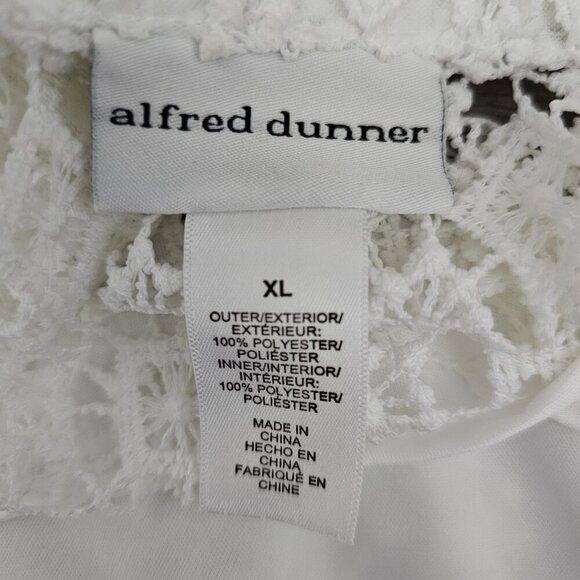 alfred dunner
XL
OUTER/EXTERIOR/
EXTÉRIEUR:
100% POLYESTER/
POLIÉSTER
INNER/INTERIOR/
INTÉRIEUR:
100% POLYESTER/
POLIÉSTER
MADE IN
CHINA
HECHO EN
CHINA
FABRIQUÉ EN
CHINE